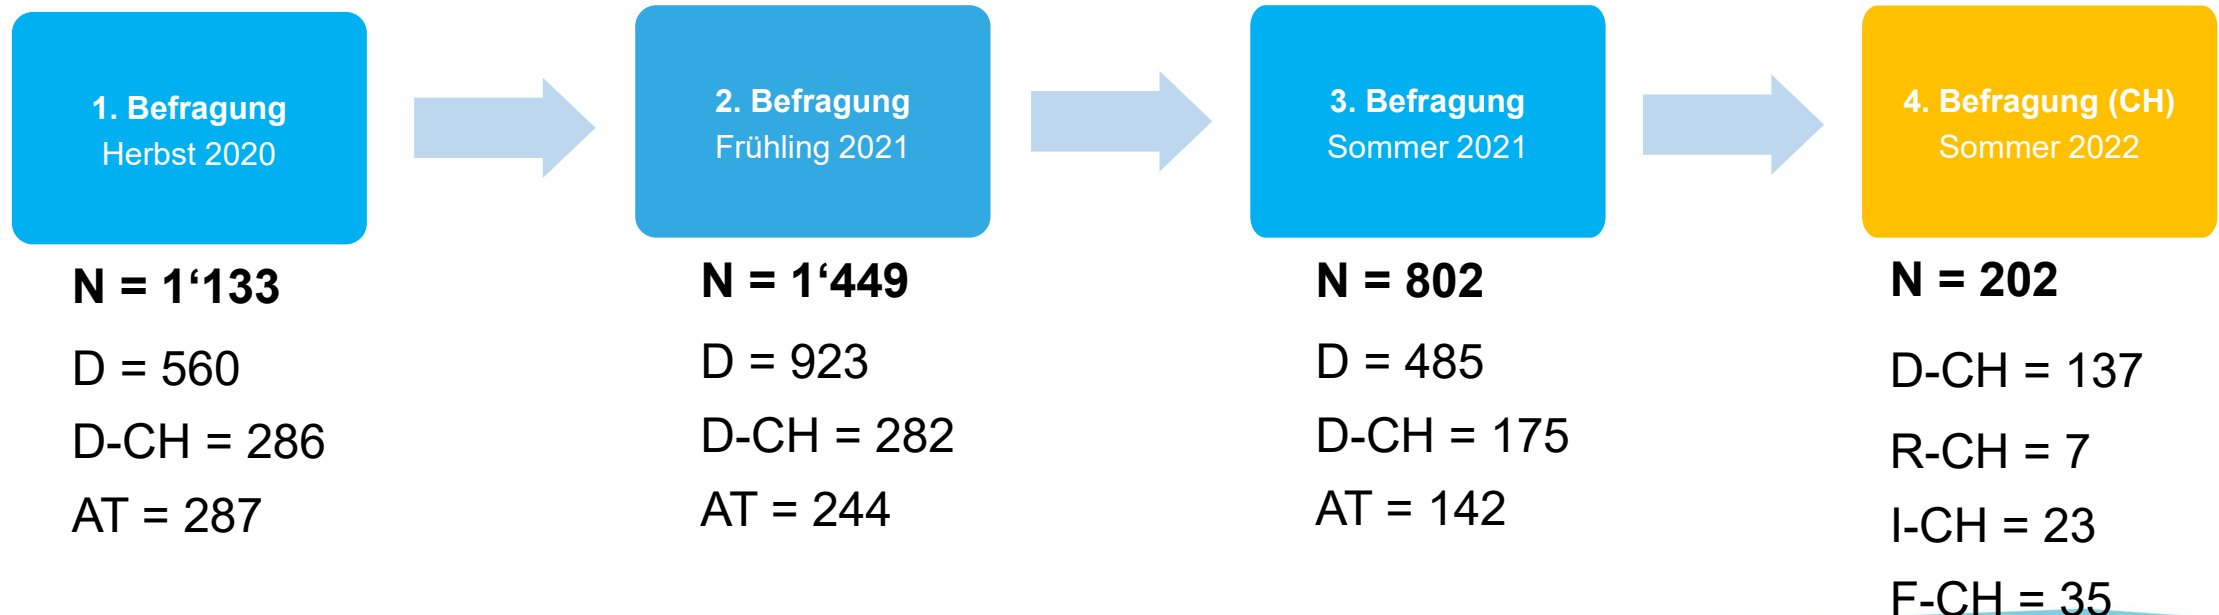 1. Befragung
Herbst 2020
2. Befragung
Frühling 2021
3. Befragung
Sommer 2021
4. Befragung (CH)
Sommer 2022
N = 1‘133
D = 560
D-CH = 286
AT = 287
N = 1‘449
D = 923
D-CH = 282
AT = 244
N = 802
D = 485
D-CH = 175
AT = 142
N = 202
D-CH = 137
R-CH = 7
I-CH = 23
F-CH = 35